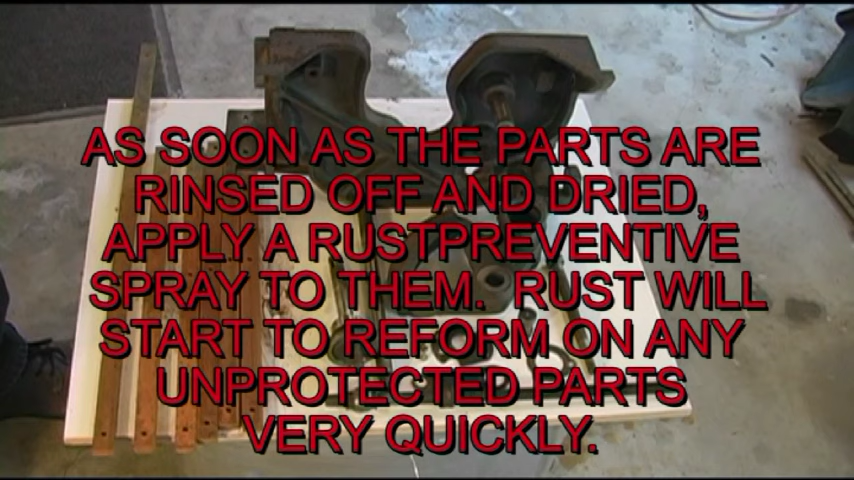 AS SOON AS THE PARTS ARE
RINSED OFF AND DRIED,
APPLY A RUSTPREVENTIVE
SPRAY TO THEM.  RUST WILL
START TO REFORM ON ANY
UNPROTECTED PARTS
VERY QUICKLY.